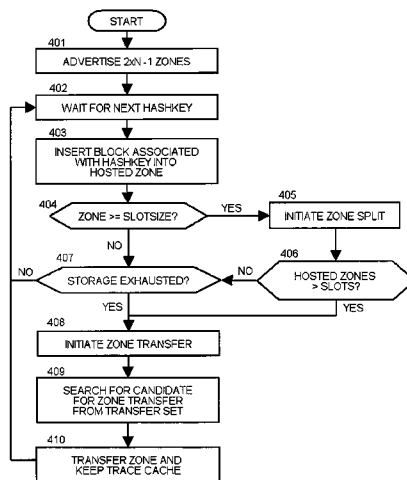 START
401
ADVERTISE 2xN-1 ZONES
402
WAIT FOR NEXT HASHKEY
403
INSERT BLOCK ASSOCIATED
WITH HASHKEY INTO
HOSTED ZONE
404
ZONE >= SLOTSIZE?
YES
405
INITIATE ZONE SPLIT
NO
406
HOSTED ZONES
> SLOTS?
NO
YES
407
STORAGE EXHAUSTED?
NO
YES
408
INITIATE ZONE TRANSFER
409
SEARCH FOR CANDIDATE
FOR ZONE TRANSFER
FROM TRANSFER SET
410
TRANSFER ZONE AND
KEEP TRACE CACHE